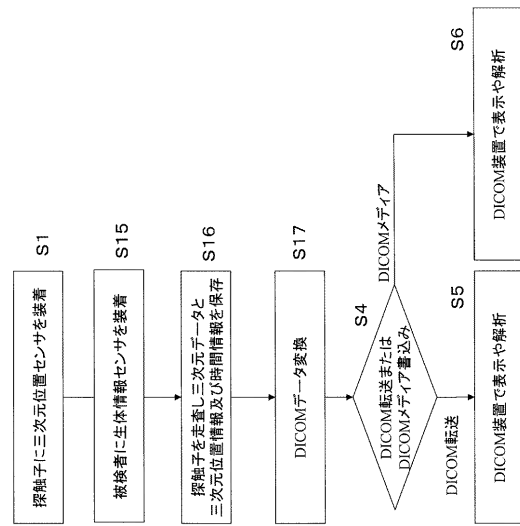 S1
探触子に三次元位置センサを装着
S15
被検者に生体情報センサを装着
S16
探触子を走査し三次元データと
三次元位置情報及び時間情報を保存
S17
DICOMデータ変換
S4
DICOM転送または
DICOMメディア書込み
DICOM転送
DICOMメディア
S5
DICOM装置で表示や解析
S6
DICOM装置で表示や解析